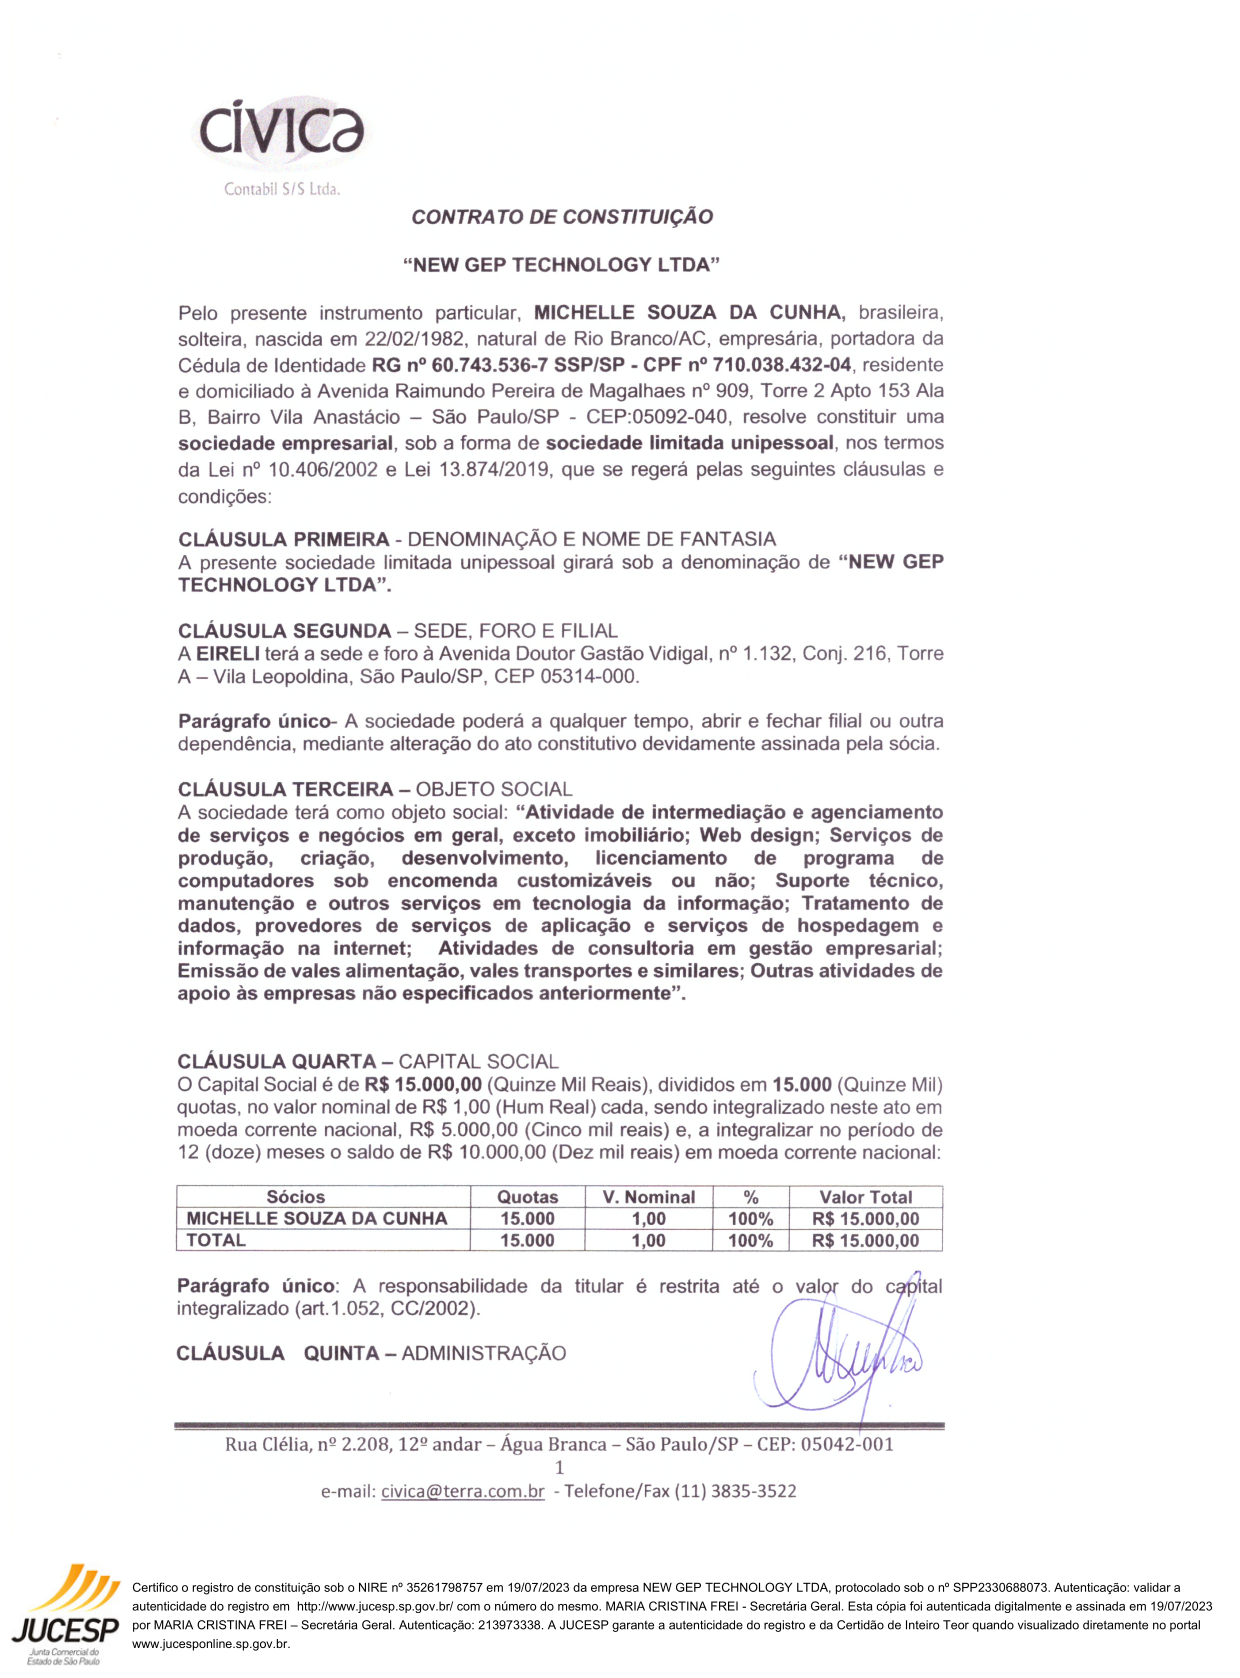 CÍVICA
Contabil S/S Ltda.
CONTRATO DE CONSTITUIÇÃO
“NEW GEP TECHNOLOGY LTDA”
Pelo presente instrumento particular, MICHELLE SOUZA DA CUNHA, brasileira,
solteira, nascida em 22/02/1982, natural de Rio Branco/AC, empresária, portadora da
Cédula de Identidade RG nº 60.743.536-7 SSP/SP - CPF nº 710.038.432-04, residente
e domiciliado à Avenida Raimundo Pereira de Magalhaes nº 909, Torre 2 Apto 153 Ala
B, Bairro Vila Anastácio – São Paulo/SP - CEP:05092-040, resolve constituir uma
sociedade empresarial, sob a forma de sociedade limitada unipessoal, nos termos
da Lei nº 10.406/2002 e Lei 13.874/2019, que se regerá pelas seguintes cláusulas e
condições:
CLÁUSULA PRIMEIRA - DENOMINAÇÃO E NOME DE FANTASIA
A presente sociedade limitada unipessoal girará sob a denominação de “NEW GEP
TECHNOLOGY LTDA”.
CLÁUSULA SEGUNDA – SEDE, FORO E FILIAL
A EIRELI terá a sede e foro à Avenida Doutor Gastão Vidigal, nº 1.132, Conj. 216, Torre
A – Vila Leopoldina, São Paulo/SP, CEP 05314-000.
Parágrafo único- A sociedade poderá a qualquer tempo, abrir e fechar filial ou outra
dependência, mediante alteração do ato constitutivo devidamente assinada pela sócia.
CLÁUSULA TERCEIRA – OBJETO SOCIAL
A sociedade terá como objeto social: “Atividade de intermediação e agenciamento
de serviços e negócios em geral, exceto imobiliário; Web design; Serviços de
produção, criação, desenvolvimento, licenciamento de programa de
computadores sob encomenda customizáveis ou não; Suporte técnico,
manutenção e outros serviços em tecnologia da informação; Tratamento de
dados, provedores de serviços de aplicação e serviços de hospedagem e
informação na internet; Atividades de consultoria em gestão empresarial;
Emissão de vales alimentação, vales transportes e similares; Outras atividades de
apoio às empresas não especificados anteriormente”.
CLÁUSULA QUARTA – CAPITAL SOCIAL
O Capital Social é de R$ 15.000,00 (Quinze Mil Reais), divididos em 15.000 (Quinze Mil)
quotas, no valor nominal de R$ 1,00 (Hum Real) cada, sendo integralizado neste ato em
moeda corrente nacional, R$ 5.000,00 (Cinco mil reais) e, a integralizar no período de
12 (doze) meses o saldo de R$ 10.000,00 (Dez mil reais) em moeda corrente nacional:
Sócios Quotas V. Nominal % Valor Total
MICHELLE SOUZA DA CUNHA 15.000 1,00 100% R$ 15.000,00
TOTAL 15.000 1,00 100% R$ 15.000,00
Parágrafo único: A responsabilidade da titular é restrita até o valor do capital
integralizado (art.1.052, CC/2002).
CLÁUSULA QUINTA – ADMINISTRAÇÃO
Rua Clélia, nº 2.208, 12º andar – Água Branca – São Paulo/SP – CEP: 05042-001
1
e-mail: civica@terra.com.br - Telefone/Fax (11) 3835-3522
JUCESP
Junta Comercial do
Estado de São Paulo
Certifico o registro de constituição sob o NIRE nº 35261798757 em 19/07/2023 da empresa NEW GEP TECHNOLOGY LTDA, protocolado sob o nº SPP2330688073. Autenticação: validar a
autenticidade do registro em http://www.jucesp.sp.gov.br/ com o número do mesmo. MARIA CRISTINA FREI - Secretária Geral. Esta cópia foi autenticada digitalmente e assinada em 19/07/2023
por MARIA CRISTINA FREI – Secretária Geral. Autenticação: 213973338. A JUCESP garante a autenticidade do registro e da Certidão de Inteiro Teor quando visualizado diretamente no portal
www.jucesponline.sp.gov.br.